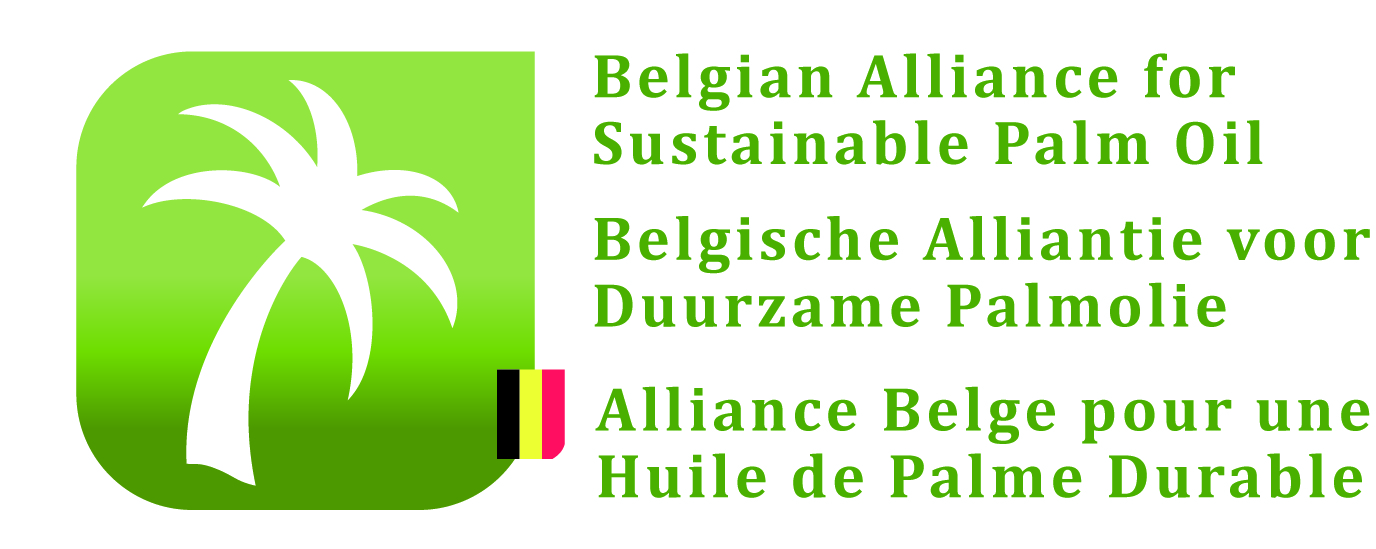 Belgian Alliance for
Sustainable Palm Oil
Belgische Alliantie voor
Duurzame Palmolie
Alliance Belge pour une
Huile de Palme Durable